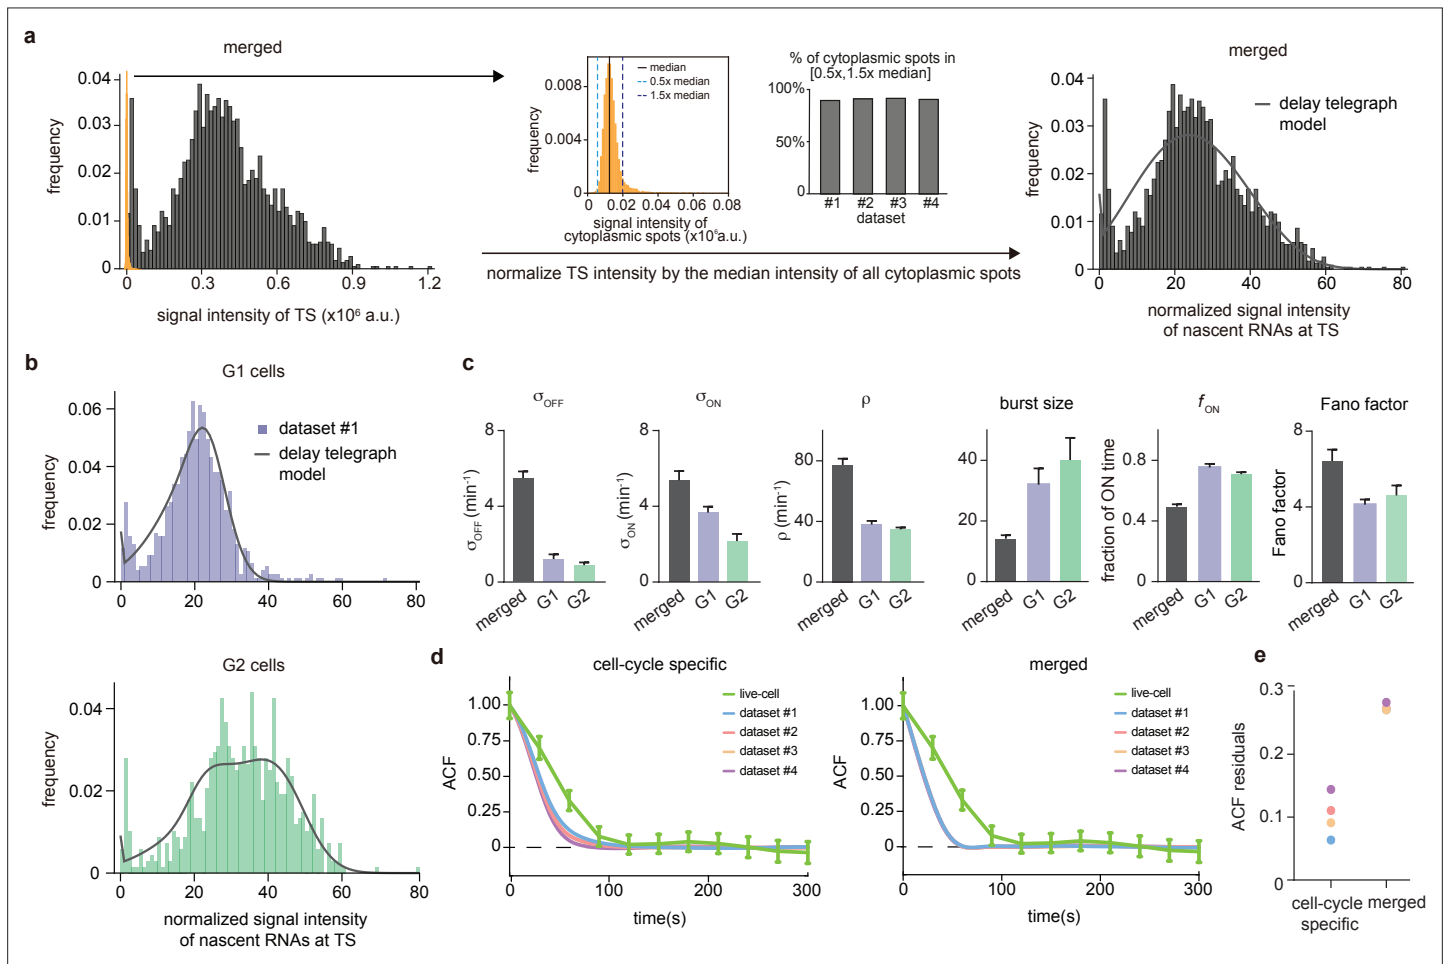 a
merged
0.04
0.03
0.02
0.01
0
frequency
0
0.3
0.6
0.9
1.2
signal intensity of TS (x10⁶ a.u.)
0.008
0.004
0
frequency
median
0.5x median
1.5x median
0
0.02
0.04
0.06
0.08
signal intensity of
cytoplasmic spots (x10⁶a.u.)
% of cytoplasmic spots in
[0.5x,1.5x median]
100%
50%
0
#1
#2
#3
#4
dataset
normalize TS intensity by the median intensity of all cytoplasmic spots
merged
0.04
0.03
0.02
0.01
0
frequency
delay telegraph
model
0
20
40
60
80
normalized signal intensity
of nascent RNAs at TS
b
G1 cells
0.06
0.04
0.02
0
frequency
dataset #1
delay telegraph
model
0
20
40
60
80
G2 cells
0.04
0.02
0
frequency
0
20
40
60
80
normalized signal intensity
of nascent RNAs at TS
c
σOFF
8
4
0
σOFF (min⁻¹)
merged
G1
G2
σON
8
4
0
σON (min⁻¹)
merged
G1
G2
ρ
80
40
0
ρ (min⁻¹)
merged
G1
G2
burst size
40
20
0
merged
G1
G2
fON
0.8
0.4
0
fraction of ON time
merged
G1
G2
Fano factor
8
4
0
Fano factor
merged
G1
G2
d
cell-cycle specific
1.00
0.75
0.50
0.25
0
ACF
live-cell
dataset #1
dataset #2
dataset #3
dataset #4
0
100
200
300
time(s)
merged
1.00
0.75
0.50
0.25
0
ACF
live-cell
dataset #1
dataset #2
dataset #3
dataset #4
0
100
200
300
time(s)
e
0.3
0.2
0.1
0
ACF residuals
cell-cycle
specific
merged